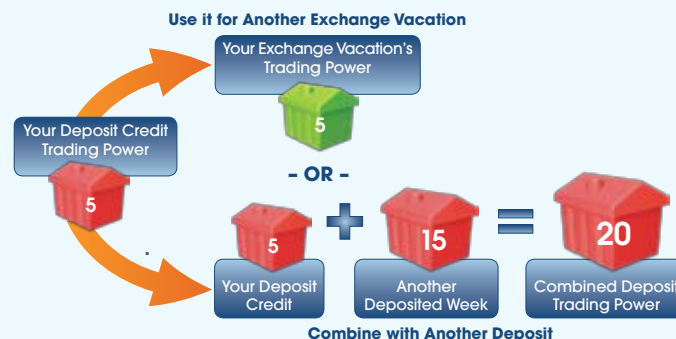 Use it for Another Exchange Vacation
Your Exchange Vacation's
Trading Power
5
Your Deposit Credit
Trading Power
5
- OR -
5
+
15
=
20
Your Deposit
Credit
Another
Deposited Week
Combined Deposit
Trading Power
Combine with Another Deposit